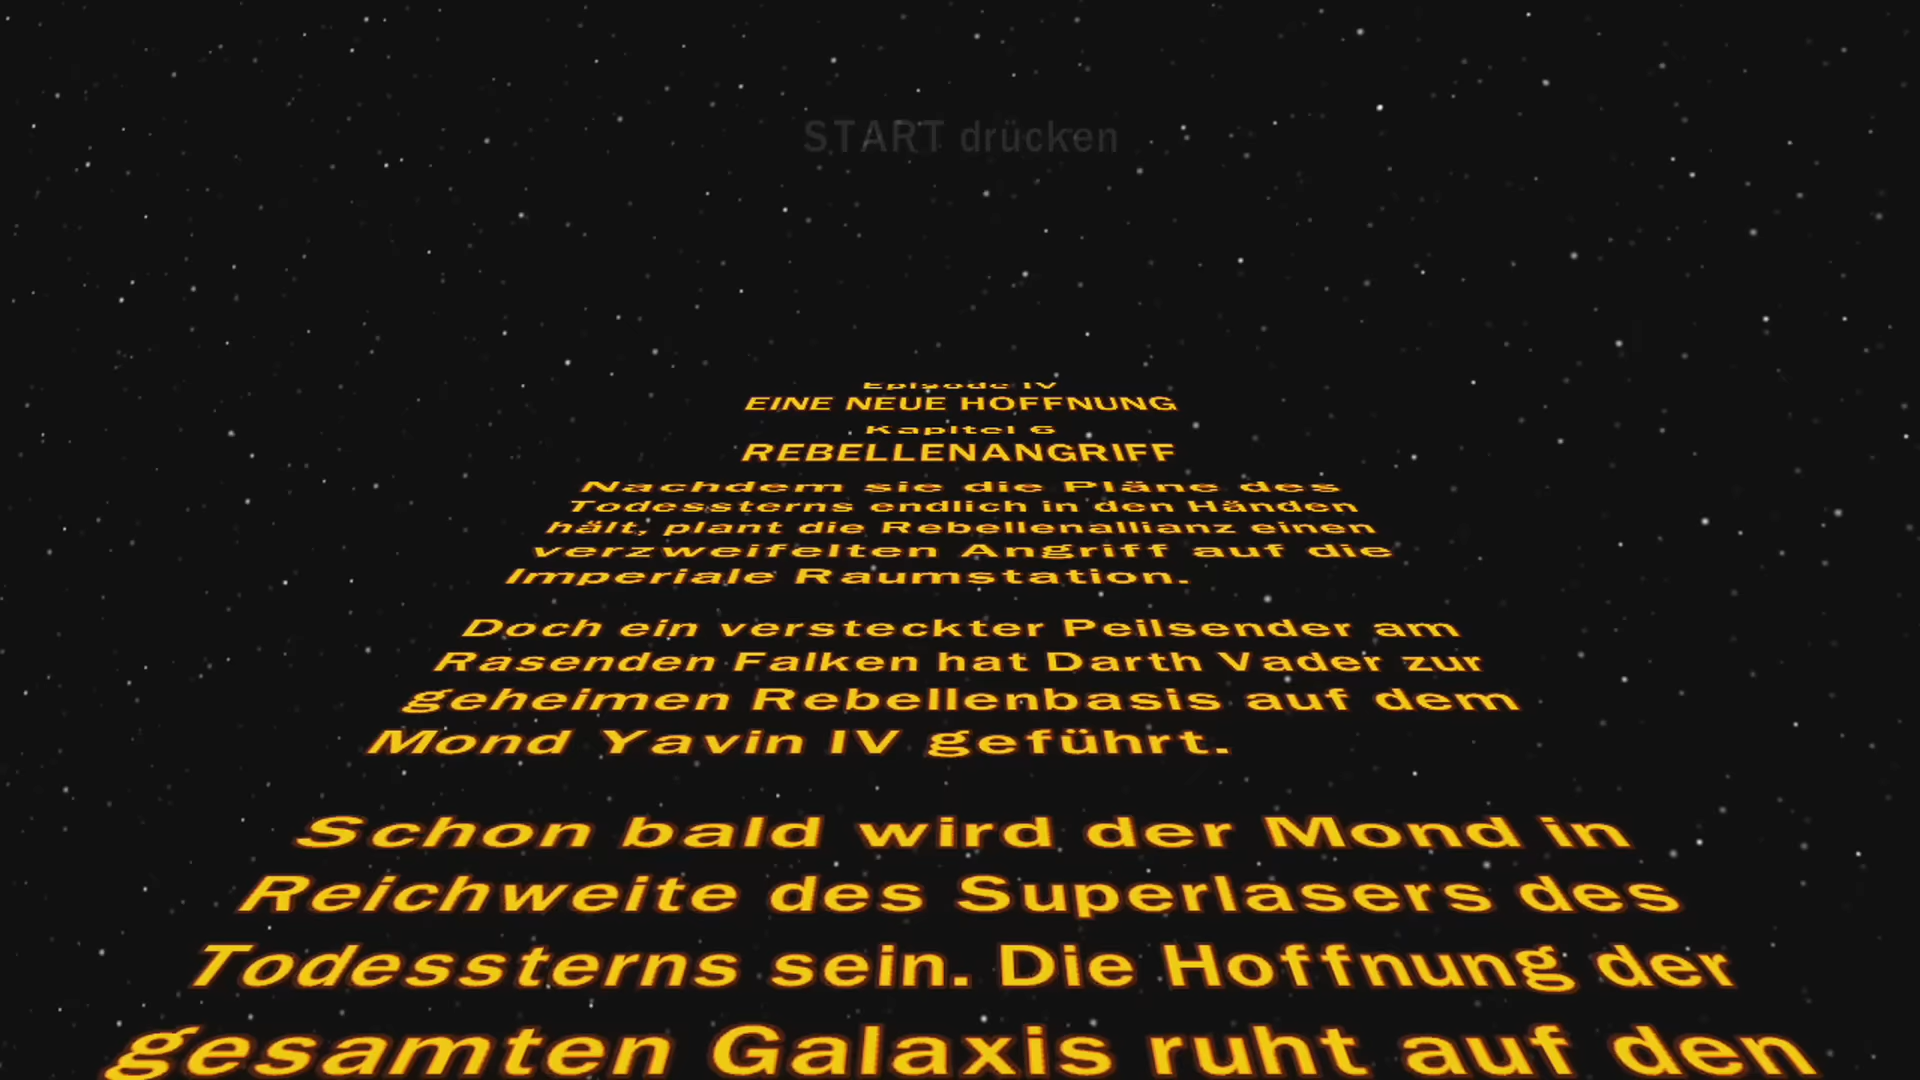 START drücken
Episode IV
EINE NEUE HOFFNUNG
Kapitel 6
REBELLENANGRIFF
Nachdem sie die Pläne des
Todessterns endlich in den Händen
hält, plant die Rebellenallianz einen
verzweifelten Angriff auf die
Imperiale Raumstation.
Doch ein versteckter Peilsender am
Rasenden Falken hat Darth Vader zur
geheimen Rebellenbasis auf dem
Mond Yavin IV geführt.
Schon bald wird der Mond in
Reichweite des Superlasers des
Todessterns sein. Die Hoffnung der
gesamten Galaxis ruht auf den